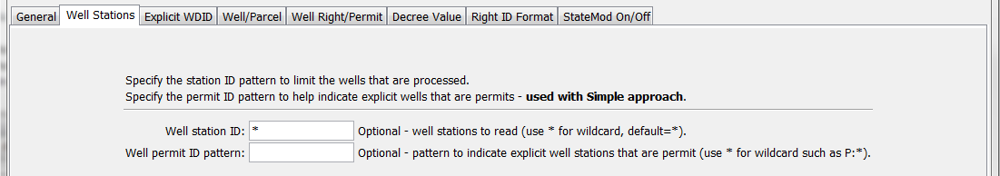 General Well Stations Explicit WDID Well/Parcel Well Right/Permit Decree Value Right ID Format StateMod On/Off
Specify the station ID pattern to limit the wells that are processed.
Specify the permit ID pattern to help indicate explicit wells that are permits - used with Simple approach.
Well station ID: * Optional - well stations to read (use * for wildcard, default=*).
Well permit ID pattern: Optional - pattern to indicate explicit well stations that are permit (use * for wildcard such as P:*).